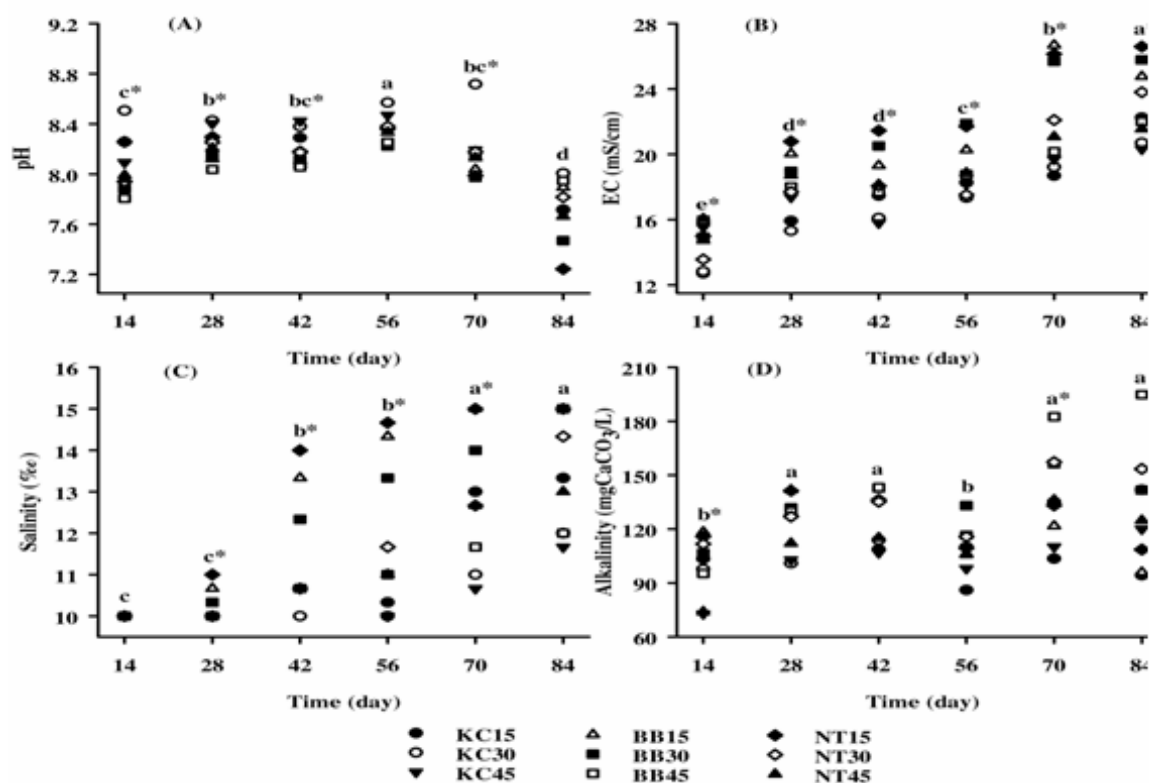 (A)
pH
9.2
8.8
8.4
8.0
7.6
7.2
c*
b*
bc*
a
bc*
d
14 28 42 56 70 84
Time (day)
(B)
EC (mS/cm)
28
24
20
16
12
e*
d*
d*
c*
b*
a
14 28 42 56 70 84
Time (day)
(C)
Salinity (‰)
16
15
14
13
12
11
10
c
c*
b*
b*
a*
a
14 28 42 56 70 84
Time (day)
(D)
Alkalinity (mgCaCO3/L)
210
180
150
120
90
60
b*
a
a
b
a*
a
14 28 42 56 70 84
Time (day)
KC15 BB15 NT15
KC30 BB30 NT30
KC45 BB45 NT45